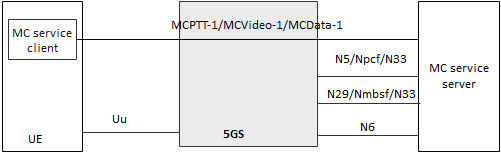 MCPTT-1/MCVideo-1/MCData-1
MC service
client
N5/Npcf/N33
MC service
server
N29/Nmbsf/N33
Uu
N6
UE
5GS